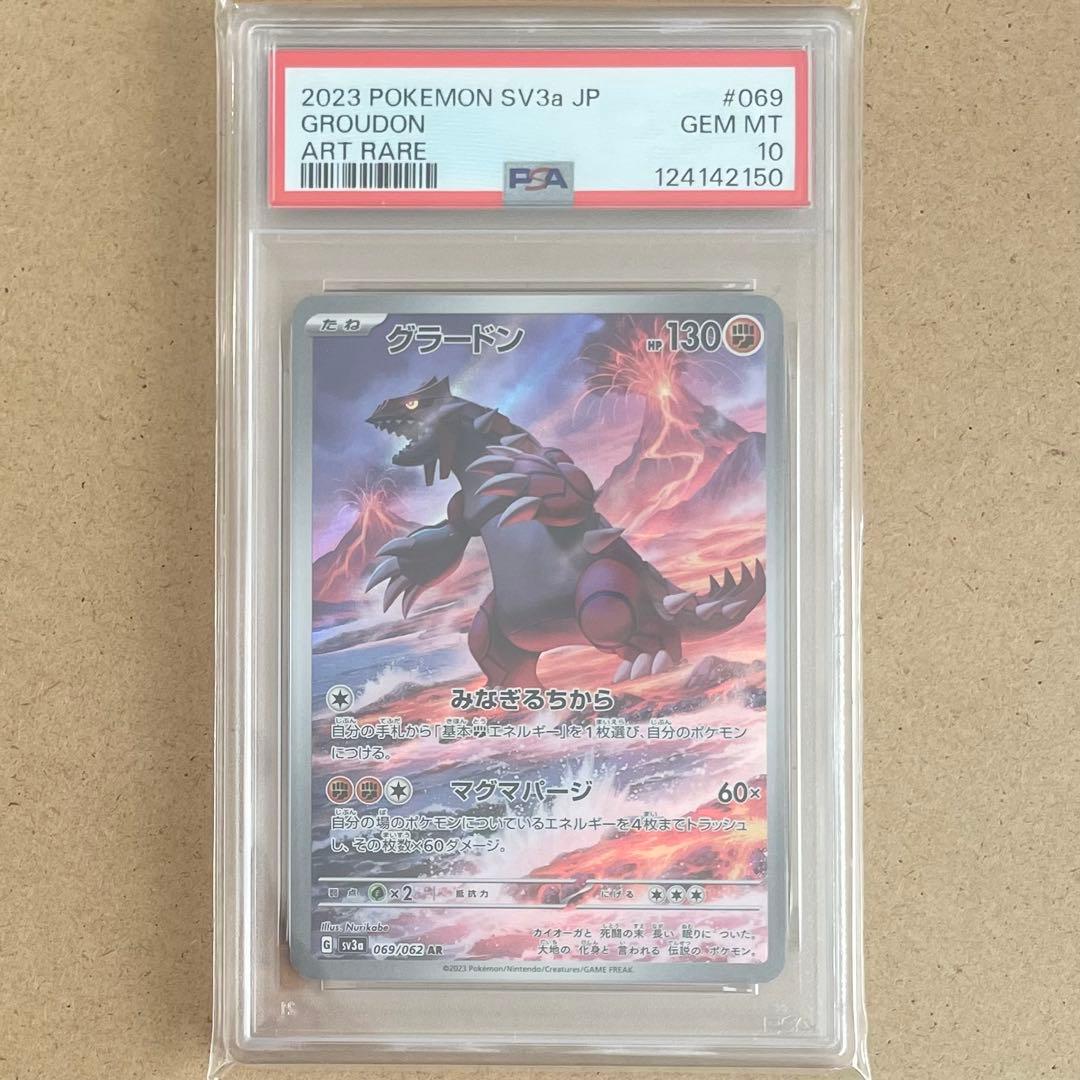 2023 POKEMON SV3a JP #069
GROUDON GEM MT
ART RARE 10
PSA 124142150
たね グラードン HP 130
みなぎるちから
自分の手札から「基本エネルギー」を1枚選び、自分のポケモン
につける。
マグマパージ 60×
自分の場のポケモンについているエネルギーを4枚までトラッシュ
し、その枚数×60ダメージ。
弱点 ×2 抵抗力 にげる
Illus. Nurikabe
カイオーガと 死闘の末 長い 眠りに ついた。
G sv3a 069/062 AR
大地の 化身と 言われる 伝説の ポケモン。
©2023 Pokémon/Nintendo/Creatures/GAME FREAK.
PSA